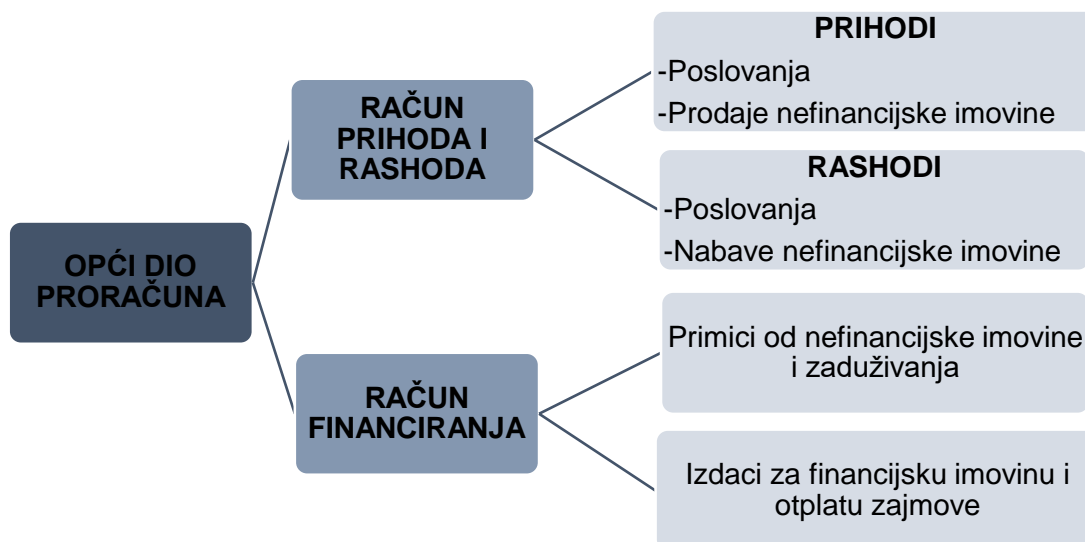 OPĆI DIO
PRORAČUNA
RAČUN
PRIHODA I
RASHODA
PRIHODI
-Poslovanja
-Prodaje nefinancijske imovine
RASHODI
-Poslovanja
-Nabave nefinancijske imovine
RAČUN
FINANCIRANJA
Primici od nefinancijske imovine
i zaduživanja
Izdaci za financijsku imovinu i
otplatu zajmove